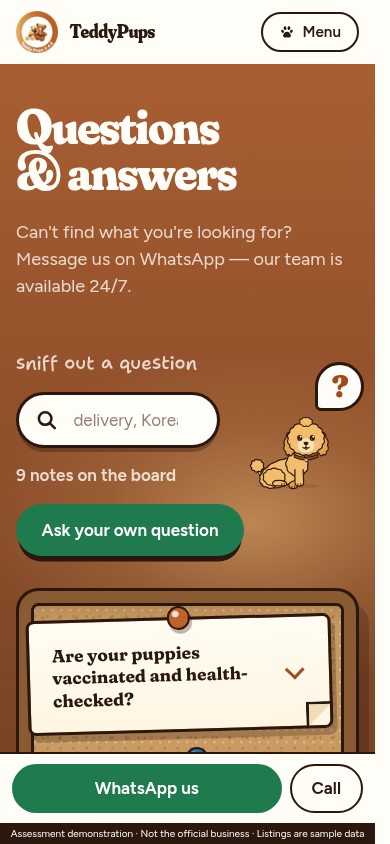 TeddyPups
Menu
Questions
& answers
Can't find what you're looking for?
Message us on WhatsApp — our team is
available 24/7.
sniff out a question
?
delivery, Korea
9 notes on the board
Ask your own question
Are your puppies
vaccinated and health-
checked?
WhatsApp us
Call
Assessment demonstration · Not the official business · Listings are sample data